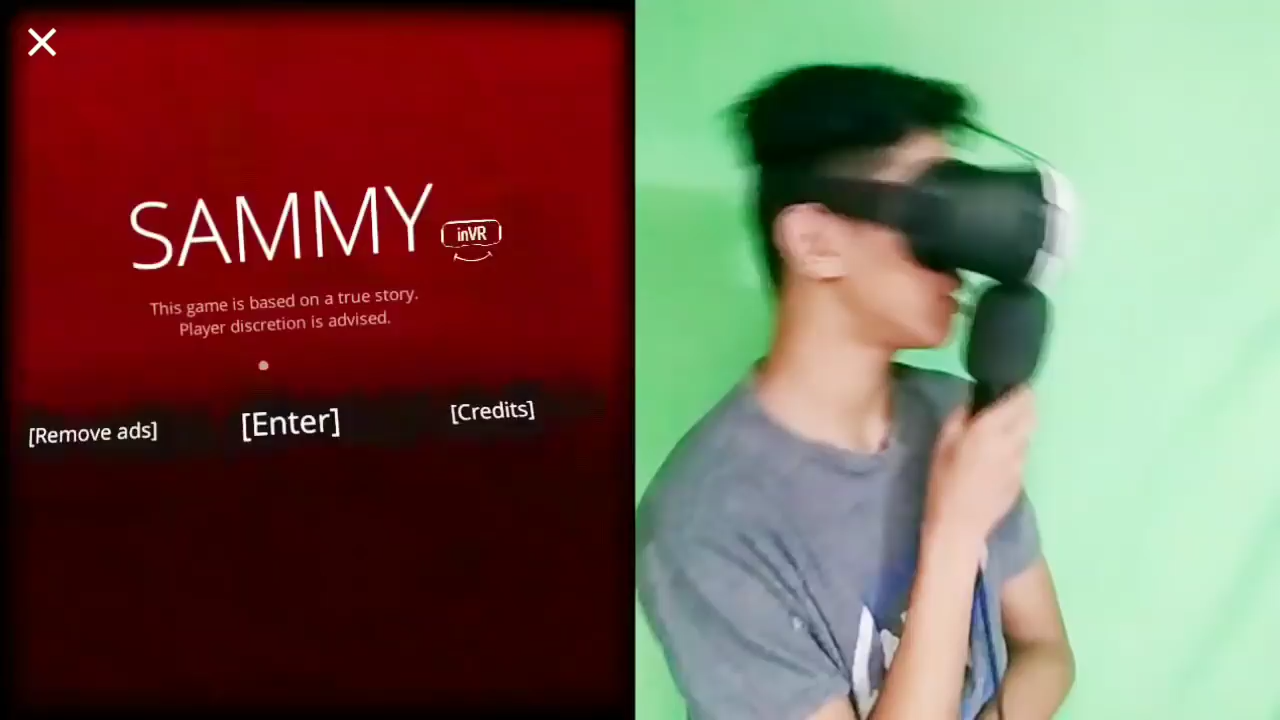 SAMMY
inVR
This game is based on a true story.
Player discretion is advised.
[Remove ads]
[Enter]
[Credits]